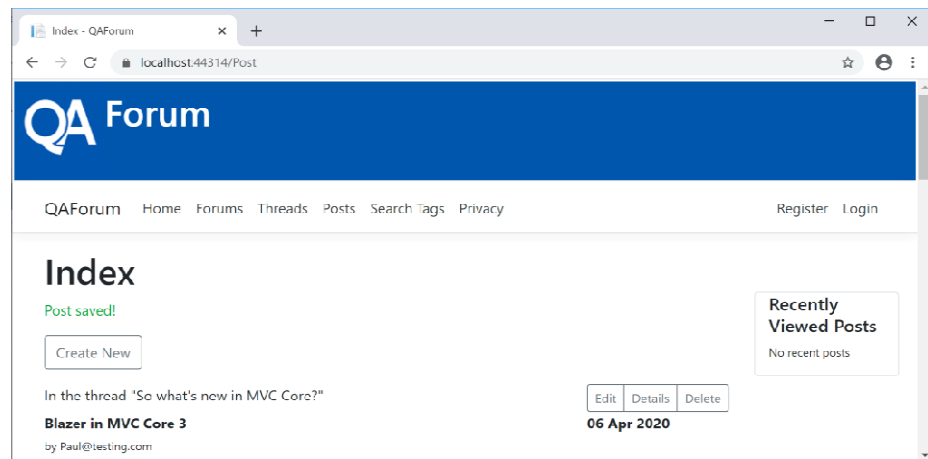 Index - QAForum
localhost:44314/Post
QA Forum
QAForum Home Forums Threads Posts Search Tags Privacy Register Login
Index
Post saved!
Create New
Recently
Viewed Posts
No recent posts
In the thread "So what's new in MVC Core?"
Edit Details Delete
Blazer in MVC Core 3
06 Apr 2020
by Paul@testing.com